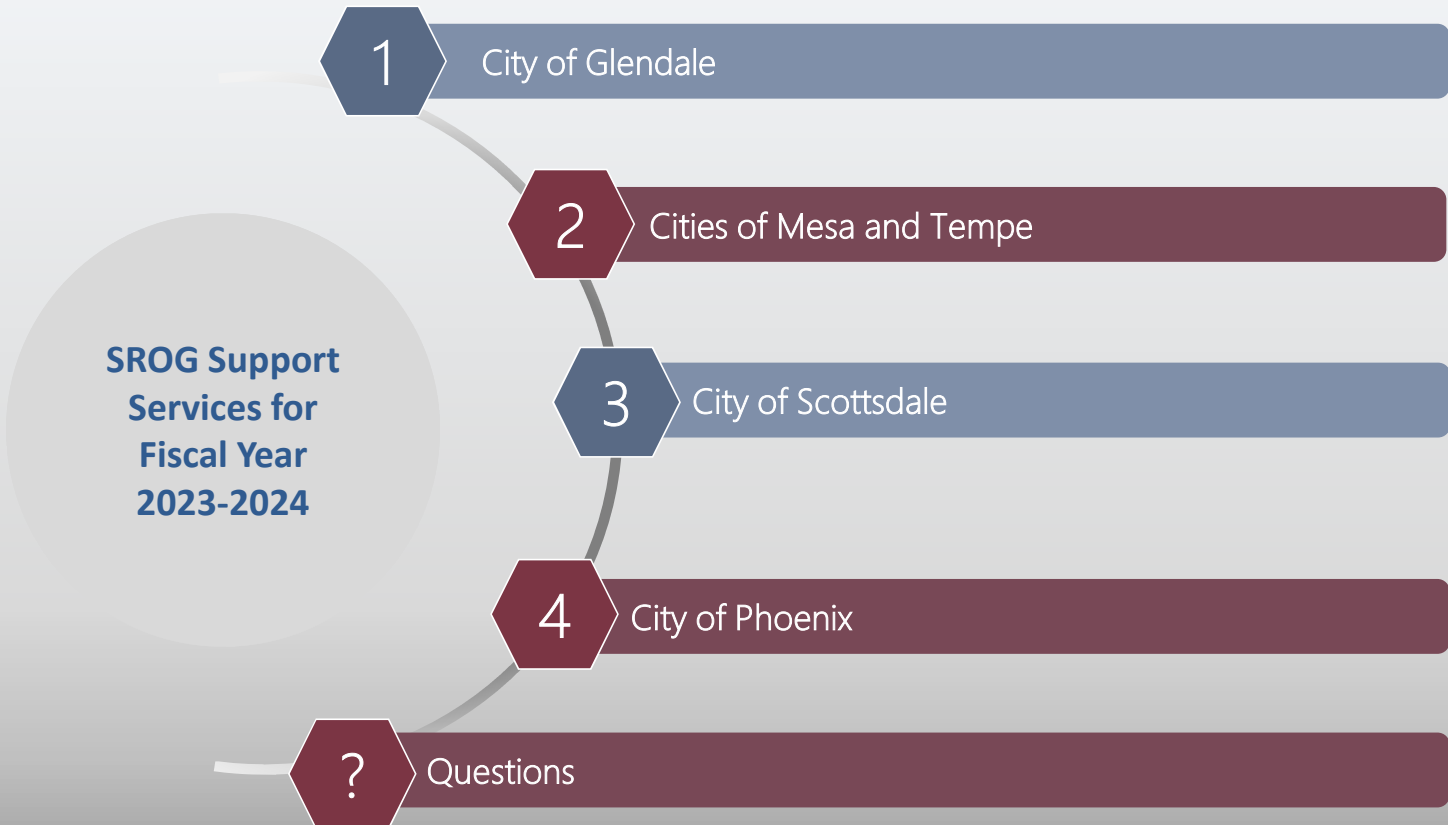 SROG Support
Services for
Fiscal Year
2023-2024
1
City of Glendale
2
Cities of Mesa and Tempe
3
City of Scottsdale
4
City of Phoenix
?
Questions